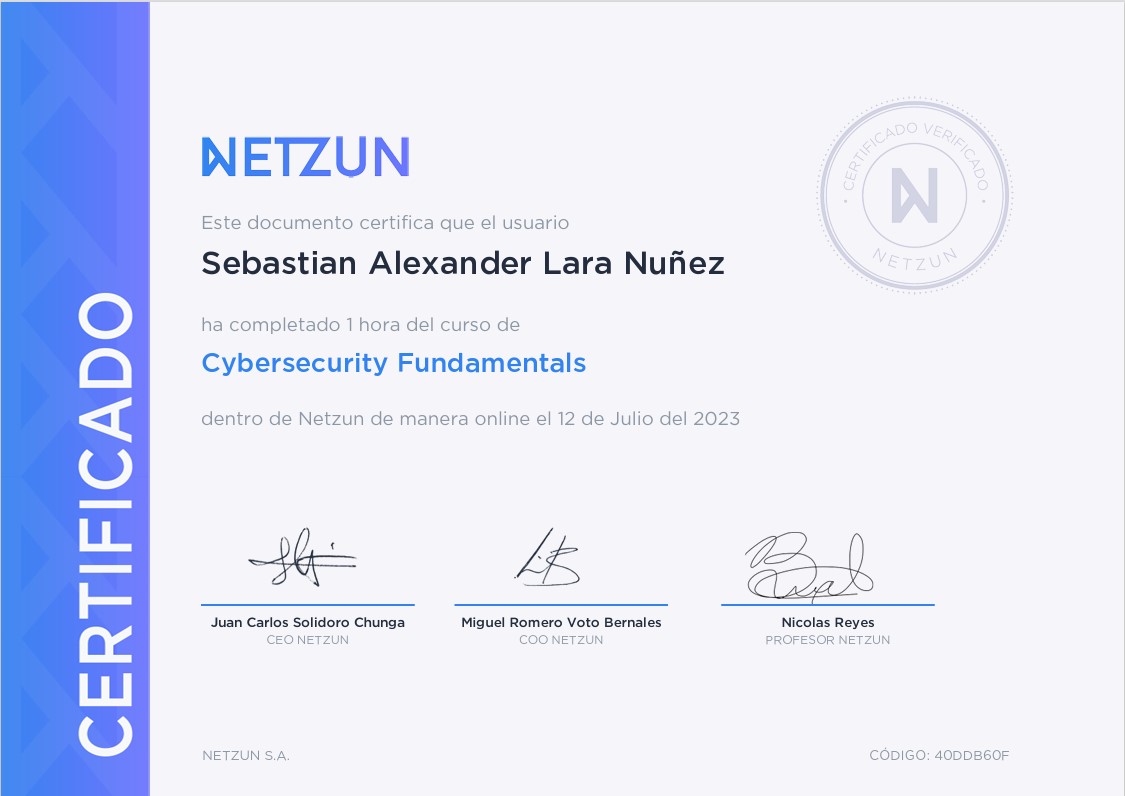 CERTIFICADO
NETZUN
CERTIFICADO VERIFICADO
N
NETZUN
Este documento certifica que el usuario
Sebastian Alexander Lara Nuñez
ha completado 1 hora del curso de
Cybersecurity Fundamentals
dentro de Netzun de manera online el 12 de Julio del 2023
Juan Carlos Solidoro Chunga
CEO NETZUN
Miguel Romero Voto Bernales
COO NETZUN
Nicolas Reyes
PROFESOR NETZUN
NETZUN S.A.
CÓDIGO: 40DDB60F